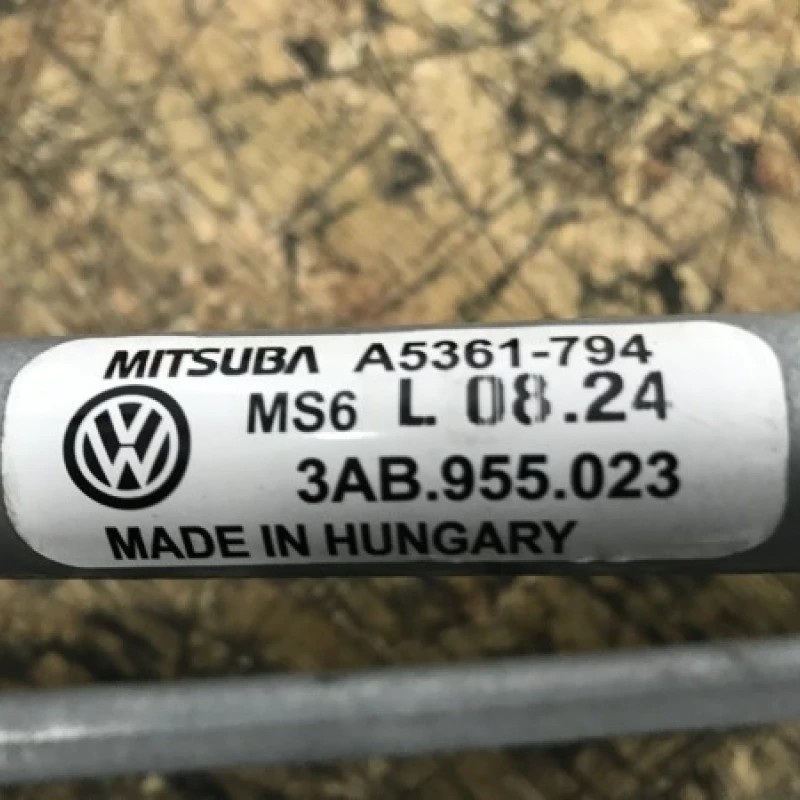 MITSUBA A5361-794
MS6 L 08.24
3AB.955.023
MADE IN HUNGARY